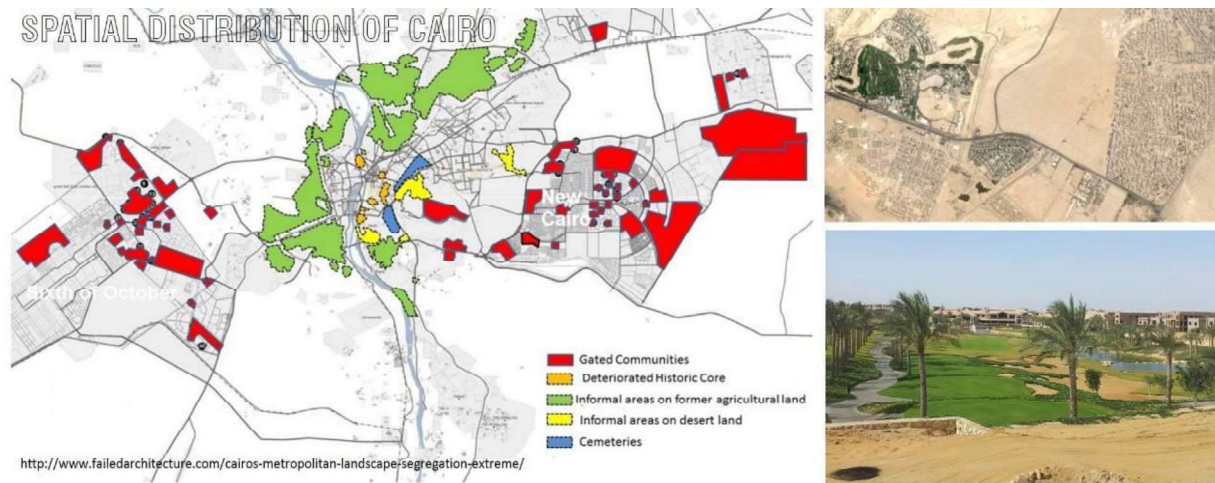 SPATIAL DISTRIBUTION OF CAIRO
New
Cairo
Sixth of October
Gated Communities
Deteriorated Historic Core
Informal areas on former agricultural land
Informal areas on desert land
Cemeteries
http://www.failedarchitecture.com/cairos-metropolitan-landscape-segregation-extreme/